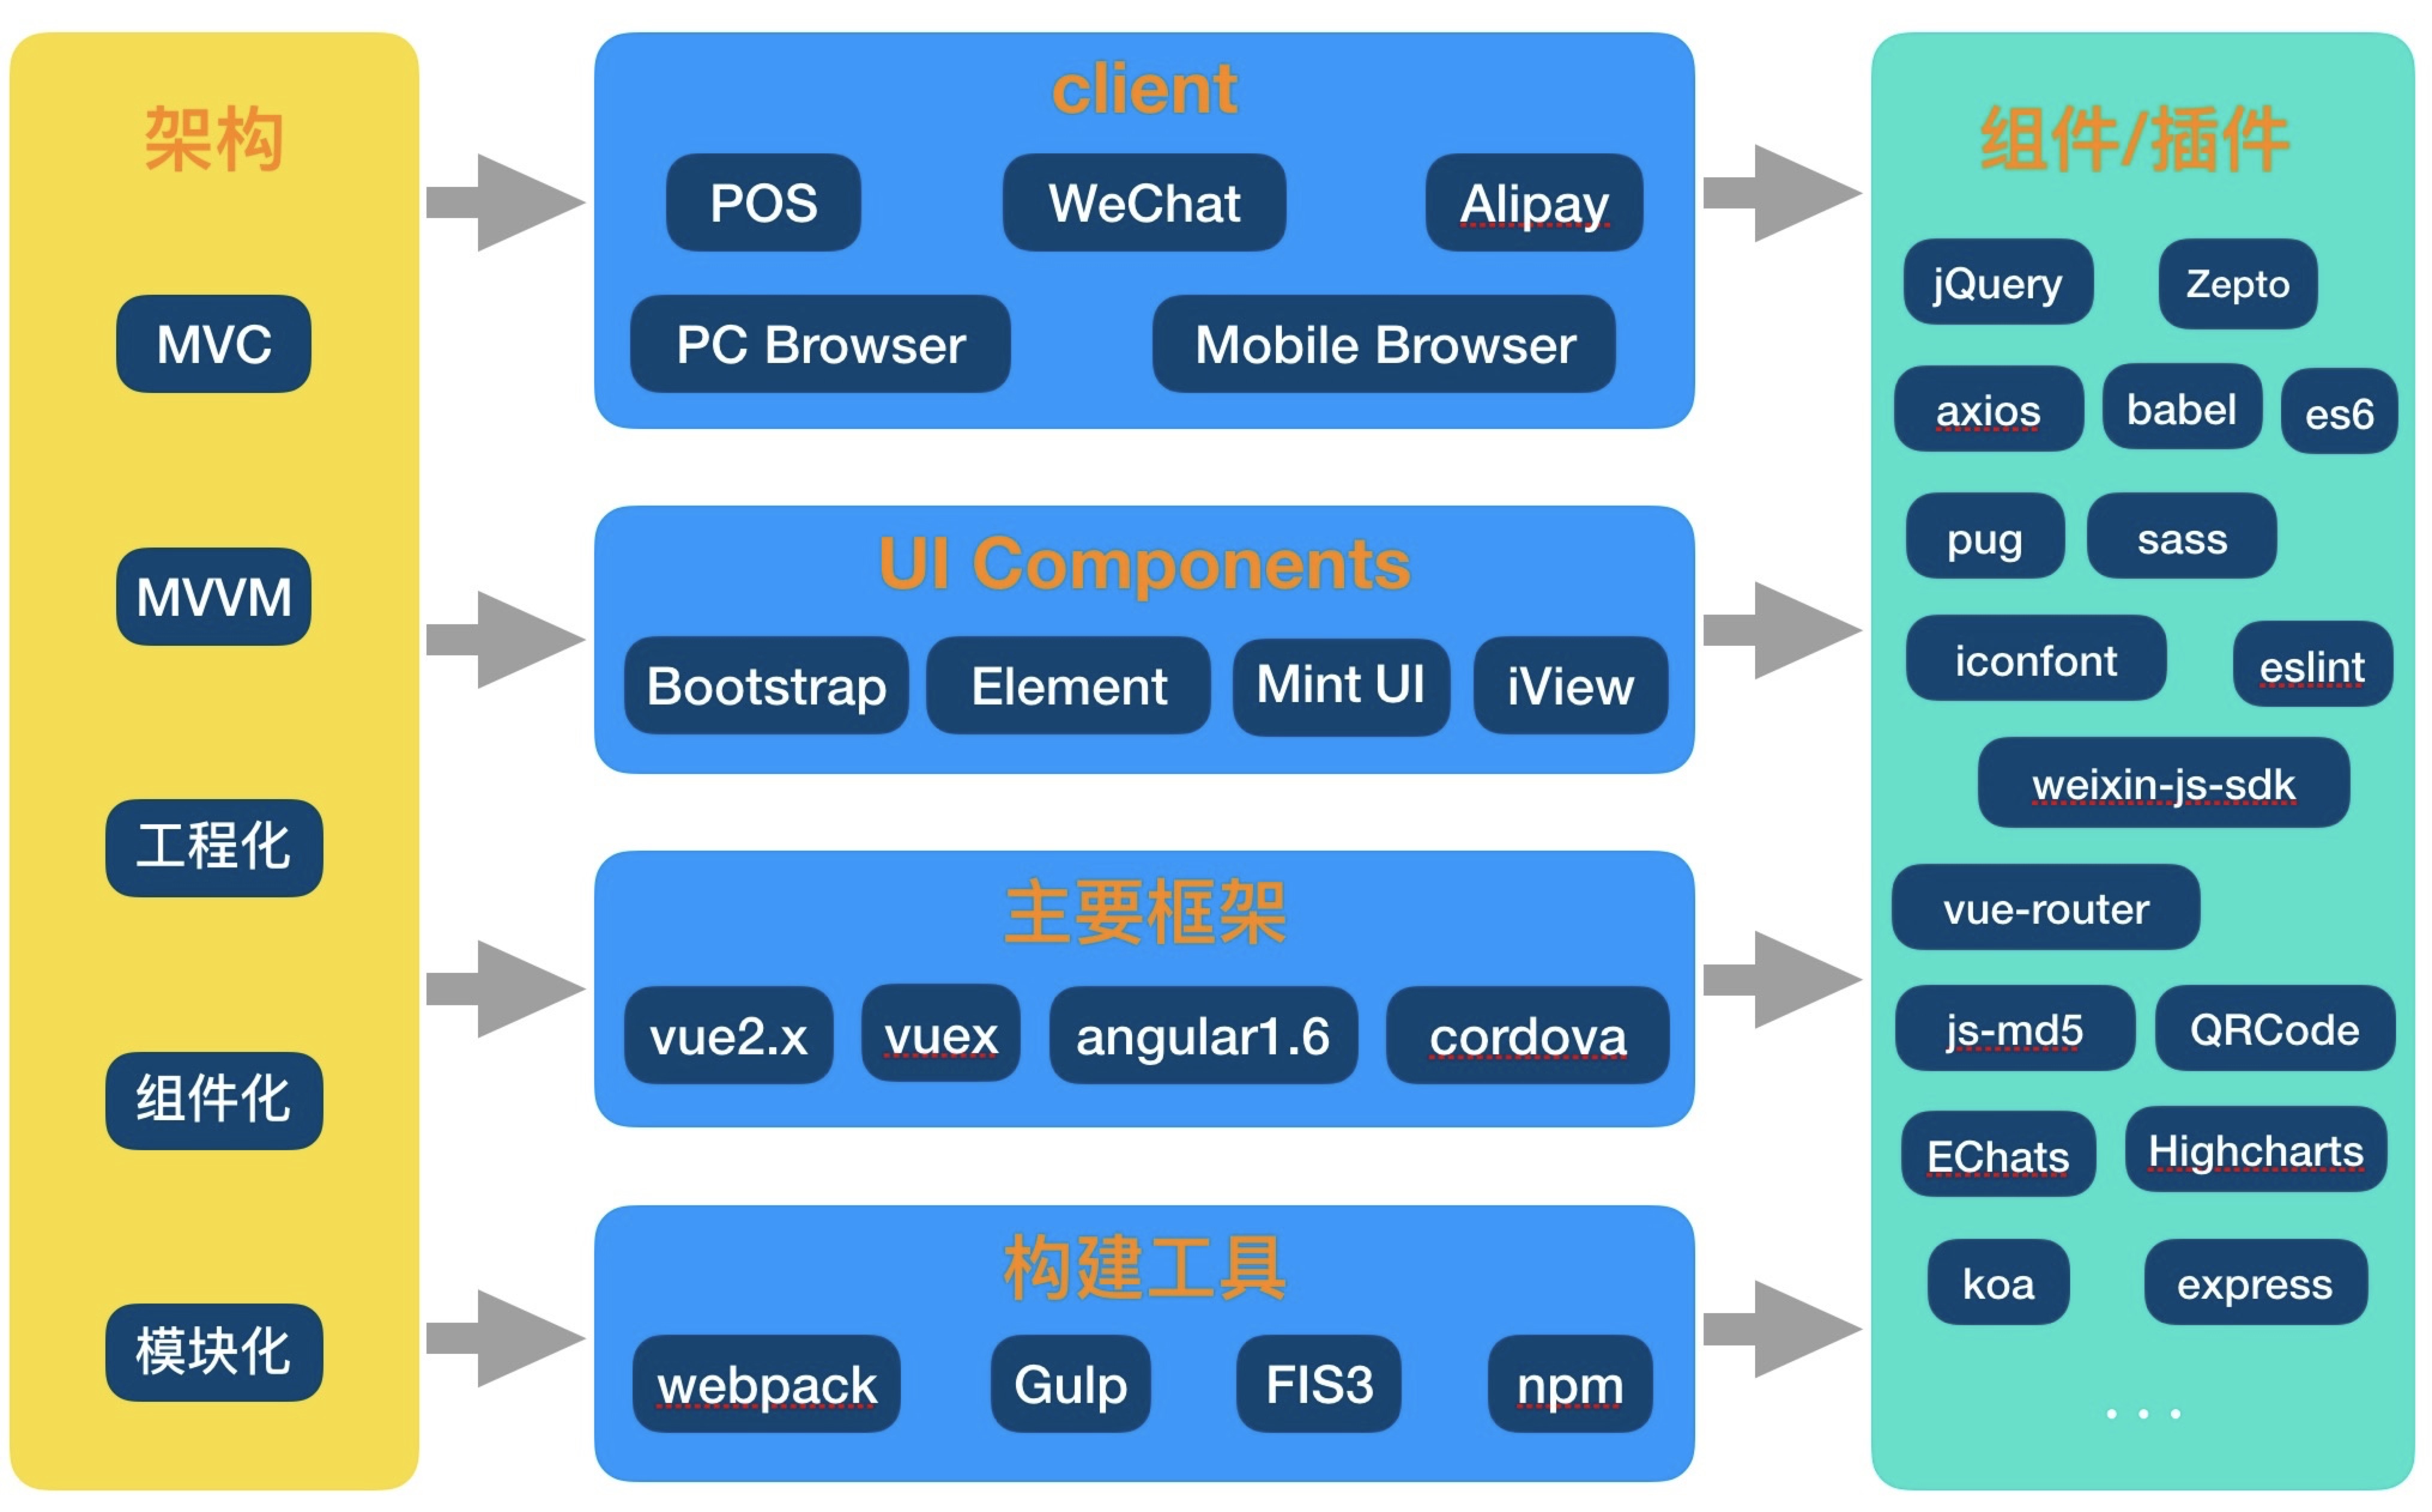 架构
MVC
MVVM
工程化
组件化
模块化
client
POS WeChat Alipay
PC Browser Mobile Browser
UI Components
Bootstrap Element Mint UI iView
主要框架
vue2.x vuex angular1.6 cordova
构建工具
webpack Gulp FIS3 npm
组件/插件
jQuery Zepto
axios babel es6
pug sass
iconfont eslint
weixin-js-sdk
vue-router
js-md5 QRCode
EChats Highcharts
koa express
...